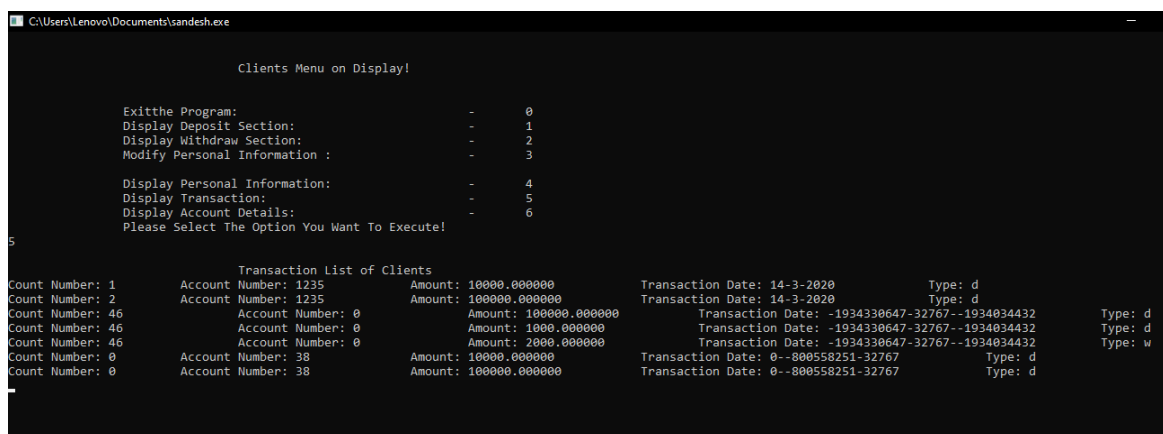 C:\Users\Lenovo\Documents\sandesh.exe
Clients Menu on Display!
Exitthe Program: - 0
Display Deposit Section: - 1
Display Withdraw Section: - 2
Modify Personal Information : - 3
Display Personal Information: - 4
Display Transaction: - 5
Display Account Details: - 6
Please Select The Option You Want To Execute!
5
Transaction List of Clients
Count Number: 1 Account Number: 1235 Amount: 10000.000000 Transaction Date: 14-3-2020 Type: d
Count Number: 2 Account Number: 1235 Amount: 100000.000000 Transaction Date: 14-3-2020 Type: d
Count Number: 46 Account Number: 0 Amount: 100000.000000 Transaction Date: -1934330647-32767--1934034432 Type: d
Count Number: 46 Account Number: 0 Amount: 1000.000000 Transaction Date: -1934330647-32767--1934034432 Type: d
Count Number: 46 Account Number: 0 Amount: 2000.000000 Transaction Date: -1934330647-32767--1934034432 Type: w
Count Number: 0 Account Number: 38 Amount: 10000.000000 Transaction Date: 0--800558251-32767 Type: d
Count Number: 0 Account Number: 38 Amount: 100000.000000 Transaction Date: 0--800558251-32767 Type: d